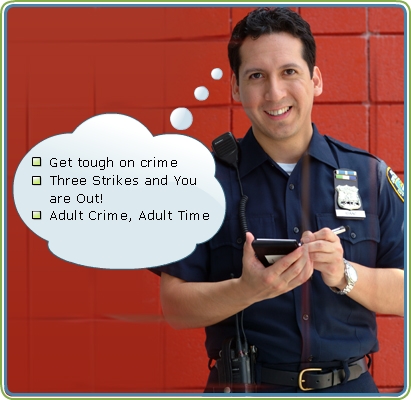 Get tough on crime
Three Strikes and You
are Out!
Adult Crime, Adult Time